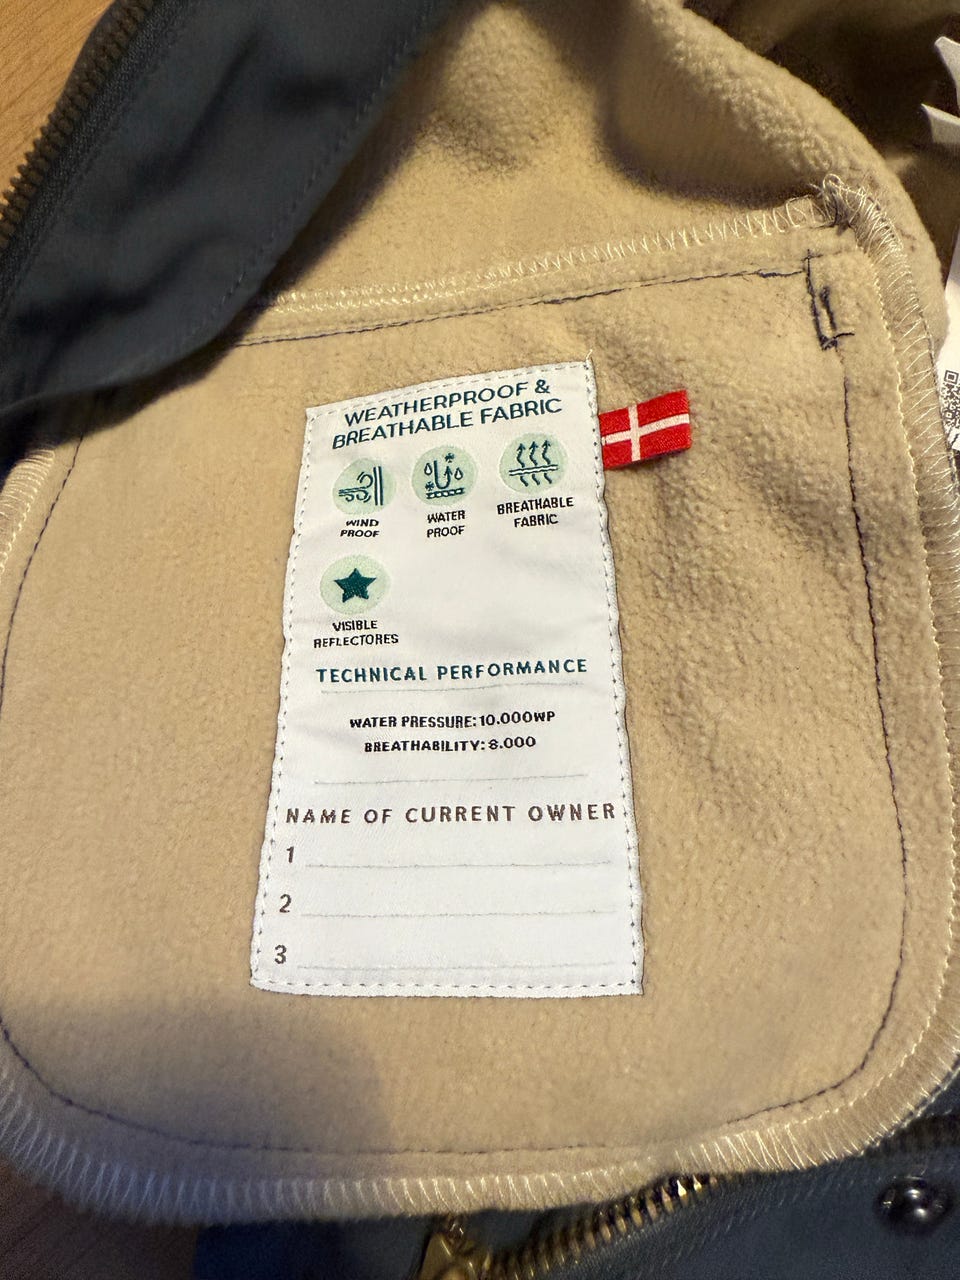 WEATHERPROOF &
BREATHABLE FABRIC
WIND
PROOF
WATER
PROOF
BREATHABLE
FABRIC
VISIBLE
REFLECTORES
TECHNICAL PERFORMANCE
WATER PRESSURE: 10.000WP
BREATHABILITY: 8.000
NAME OF CURRENT OWNER
1
2
3